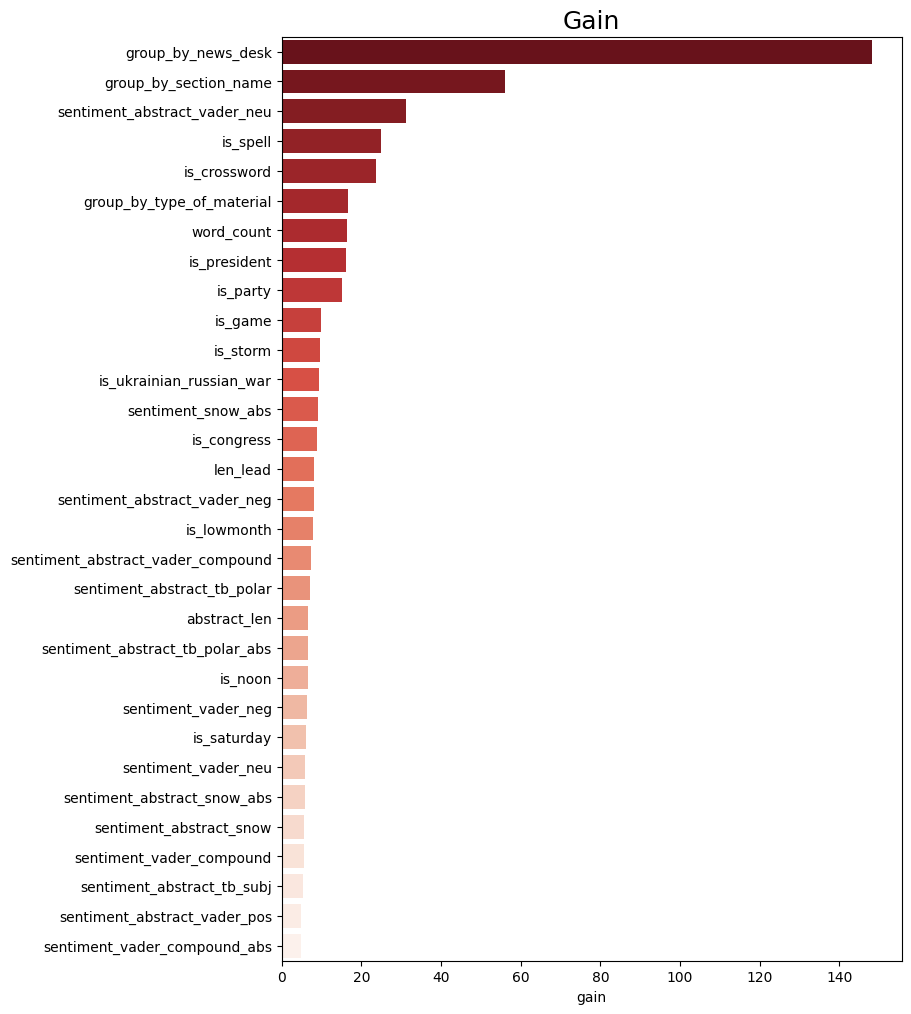 Gain
group_by_news_desk
group_by_section_name
sentiment_abstract_vader_neu
is_spell
is_crossword
group_by_type_of_material
word_count
is_president
is_party
is_game
is_storm
is_ukrainian_russian_war
sentiment_snow_abs
is_congress
len_lead
sentiment_abstract_vader_neg
is_lowmonth
sentiment_abstract_vader_compound
sentiment_abstract_tb_polar
abstract_len
sentiment_abstract_tb_polar_abs
is_noon
sentiment_vader_neg
is_saturday
sentiment_vader_neu
sentiment_abstract_snow_abs
sentiment_abstract_snow
sentiment_vader_compound
sentiment_abstract_tb_subj
sentiment_abstract_vader_pos
sentiment_vader_compound_abs
0 20 40 60 80 100 120 140
gain